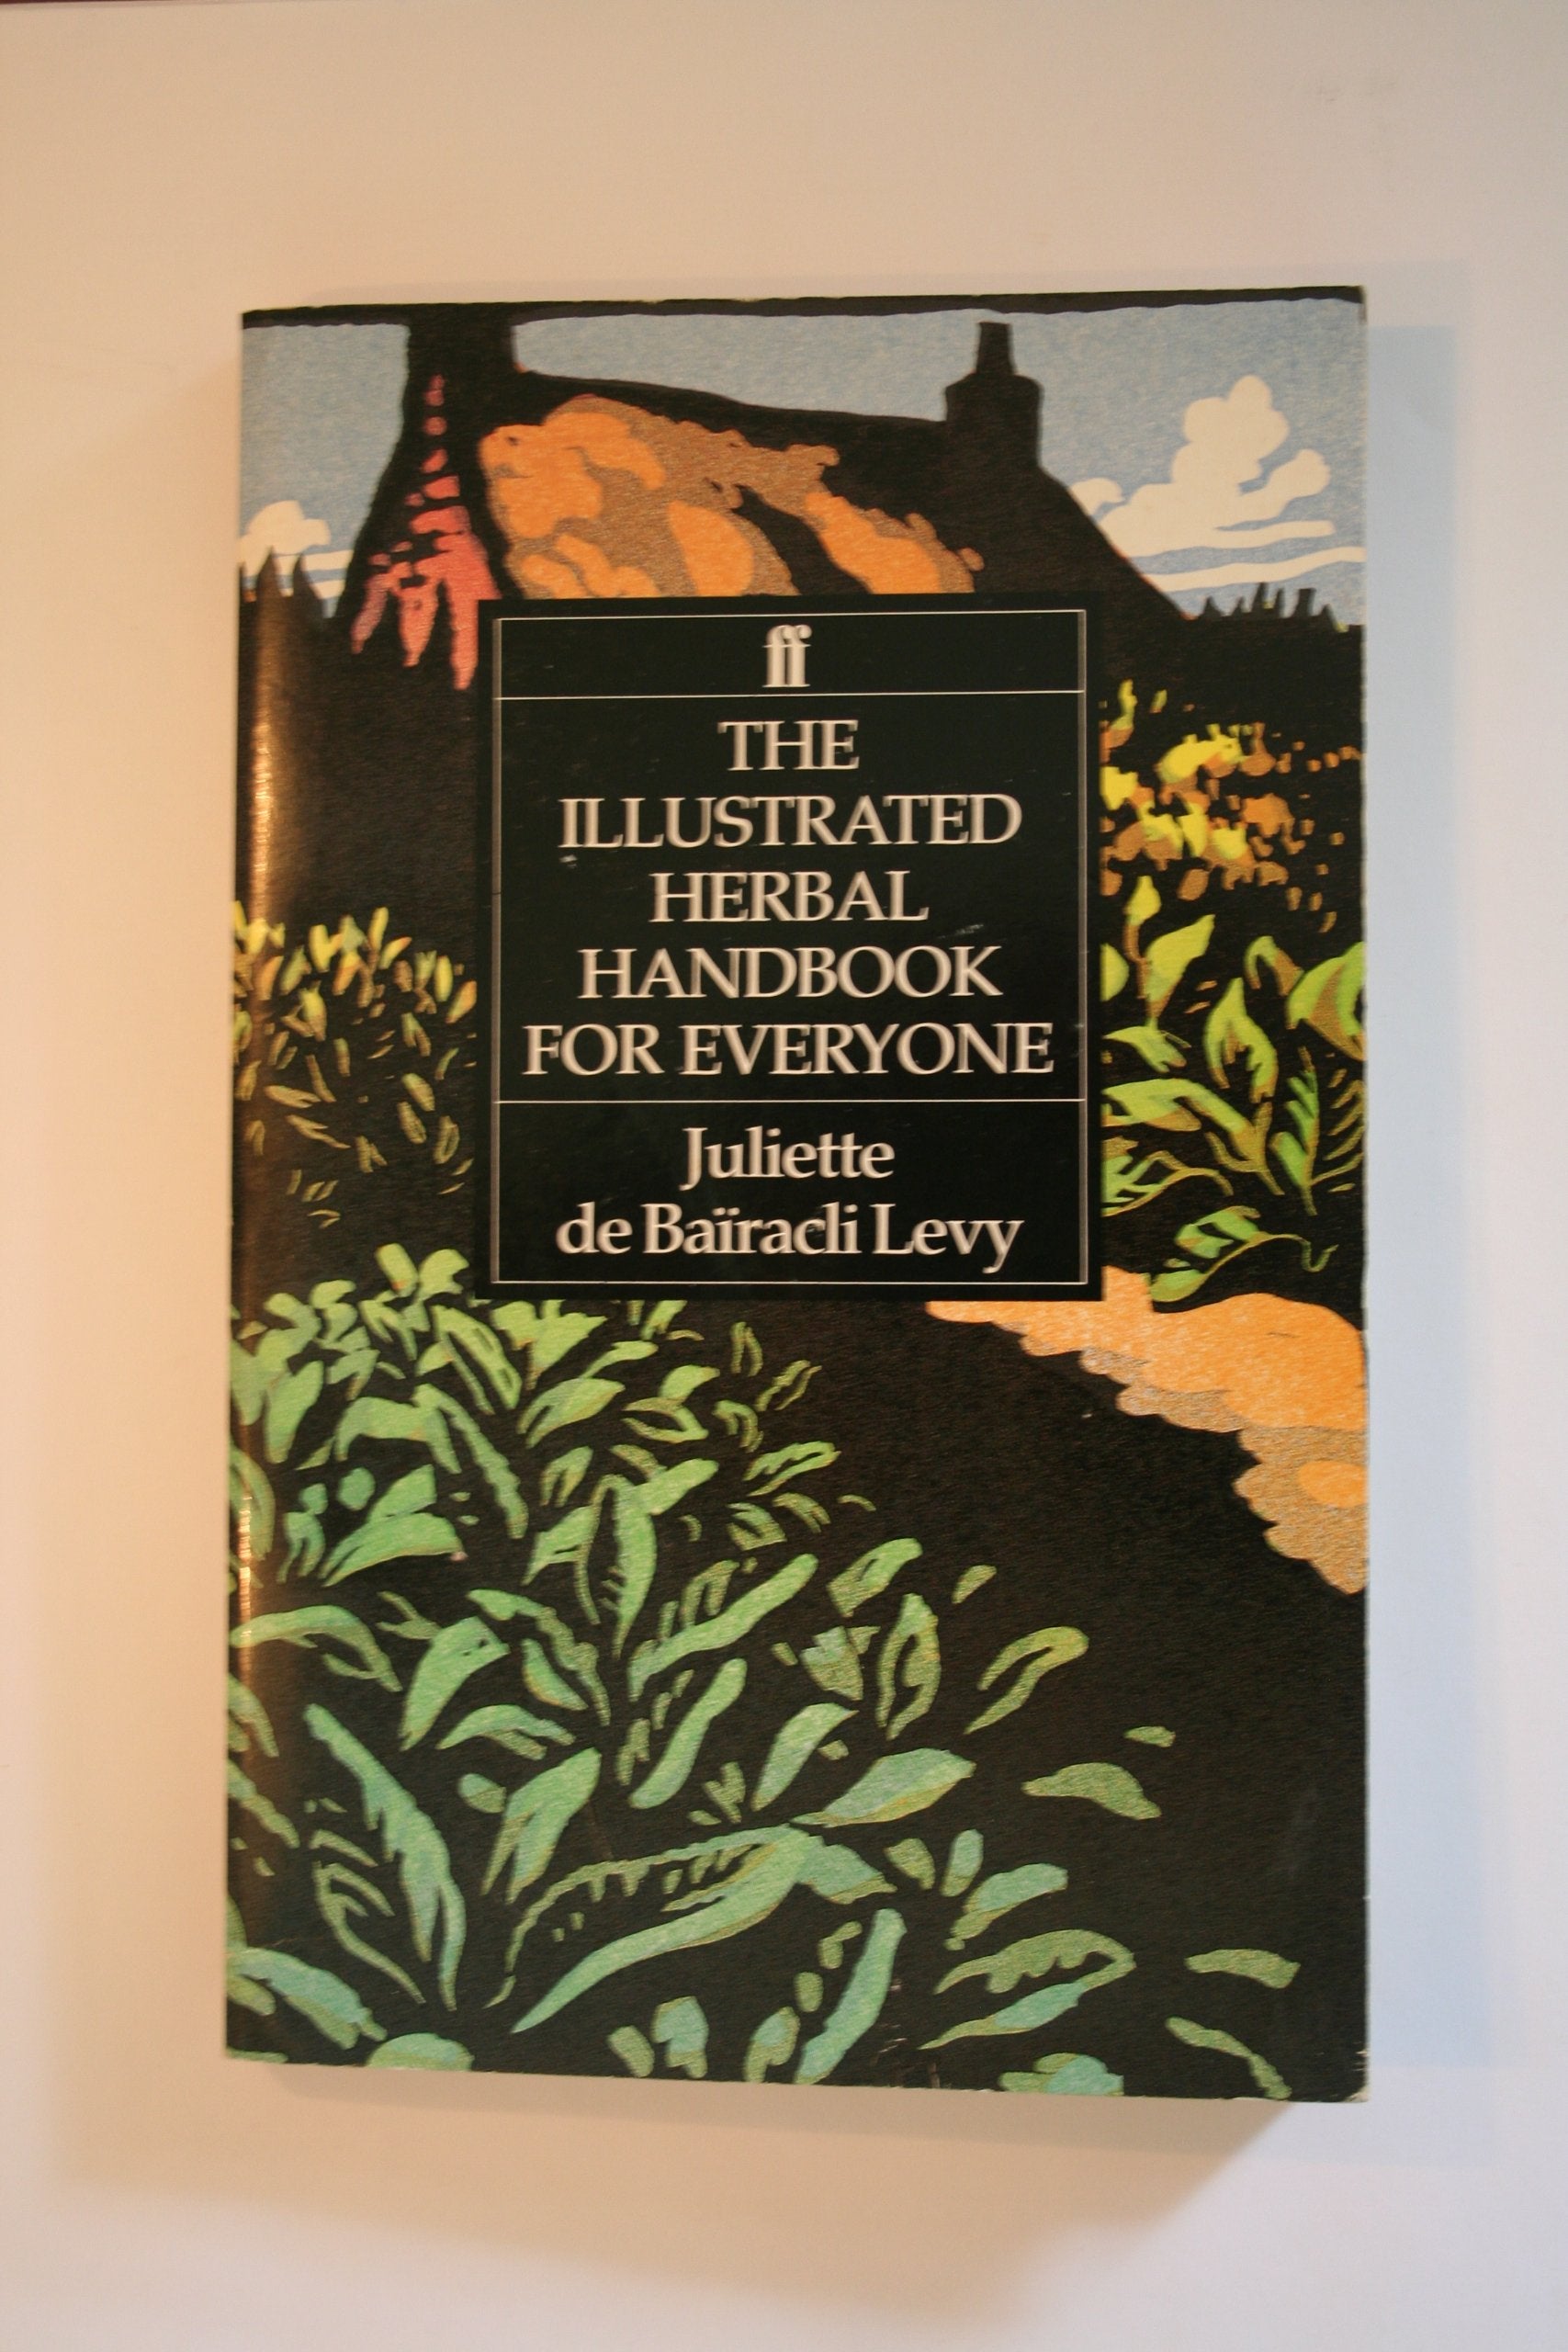 ff
THE
ILLUSTRATED
HERBAL
HANDBOOK
FOR EVERYONE
Juliette
de Baïracli Levy